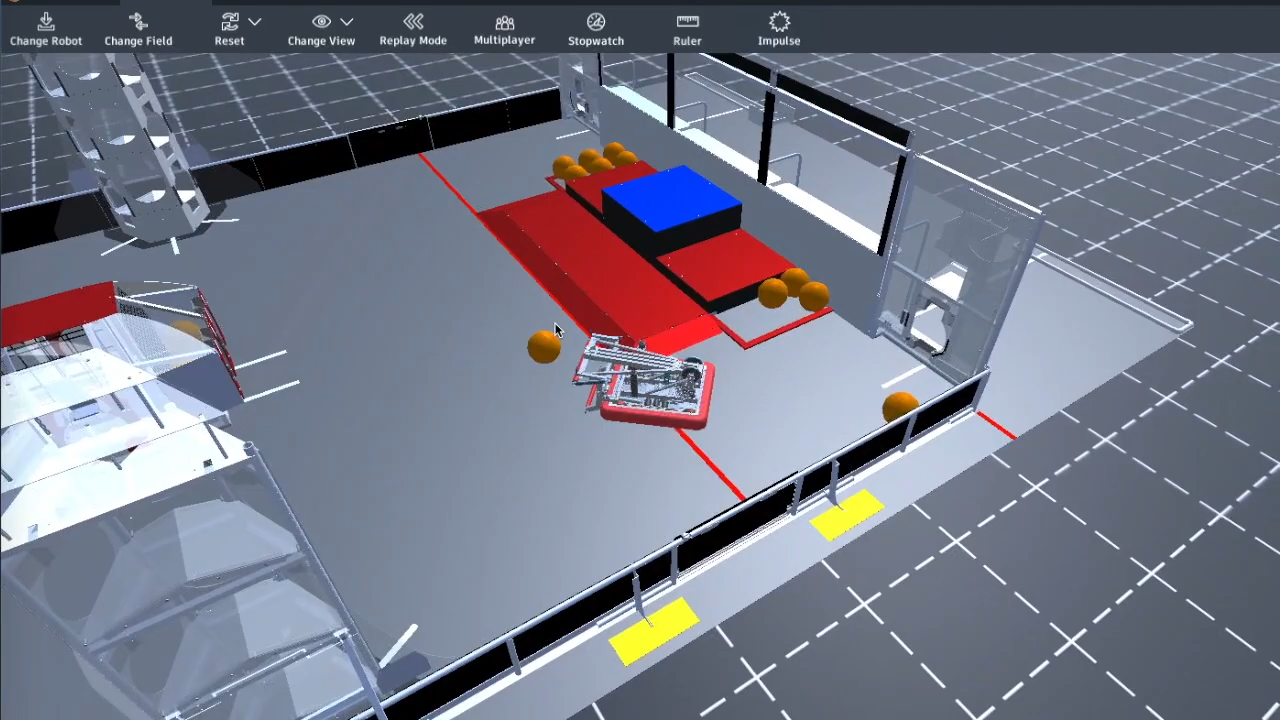 Change Robot
Change Field
Reset
Change View
Replay Mode
Multiplayer
Stopwatch
Ruler
Impulse